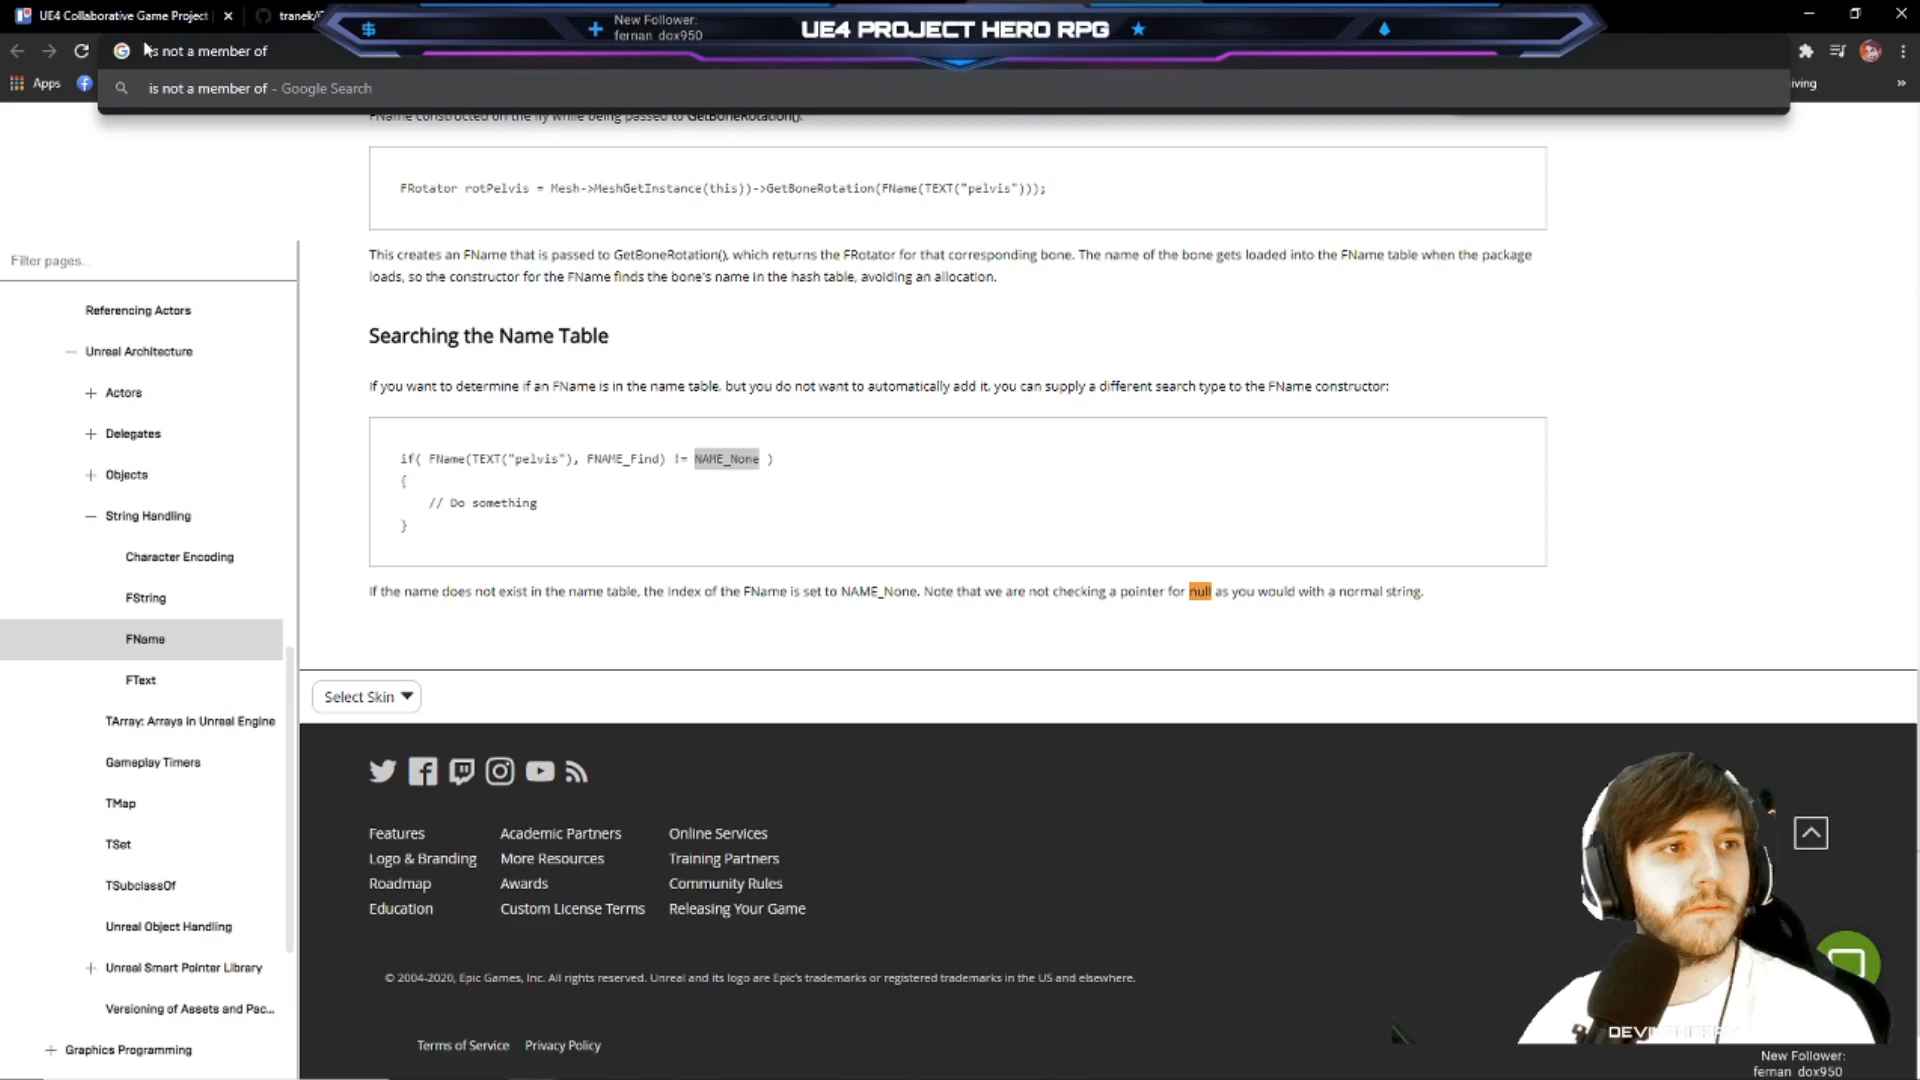 UE4 Collaborative Game Project
tranek/
New Follower:
fernan_dox950
UE4 PROJECT HERO RPG
is not a member of
Apps
is not a member of - Google Search
iving
FName constructed on the fly while being passed to GetBoneRotation().
FRotator rotPelvis = Mesh->MeshGetInstance(this))->GetBoneRotation(FName(TEXT("pelvis")));
This creates an FName that is passed to GetBoneRotation(), which returns the FRotator for that corresponding bone. The name of the bone gets loaded into the FName table when the package
loads, so the constructor for the FName finds the bone's name in the hash table, avoiding an allocation.
Searching the Name Table
If you want to determine if an FName is in the name table, but you do not want to automatically add it, you can supply a different search type to the FName constructor:
if( FName(TEXT("pelvis"), FNAME_Find) != NAME_None )
{
// Do something
}
If the name does not exist in the name table, the Index of the FName is set to NAME_None. Note that we are not checking a pointer for null as you would with a normal string.
Filter pages...
Referencing Actors
Unreal Architecture
Actors
Delegates
Objects
String Handling
Character Encoding
FString
FName
FText
TArray: Arrays in Unreal Engine
Gameplay Timers
TMap
TSet
TSubclassOf
Unreal Object Handling
Unreal Smart Pointer Library
Versioning of Assets and Pac...
Graphics Programming
Select Skin
Features
Academic Partners
Online Services
Logo & Branding
More Resources
Training Partners
Roadmap
Awards
Community Rules
Education
Custom License Terms
Releasing Your Game
© 2004-2020, Epic Games, Inc. All rights reserved. Unreal and its logo are Epic's trademarks or registered trademarks in the US and elsewhere.
Terms of Service
Privacy Policy
New Follower:
fernan_dox950